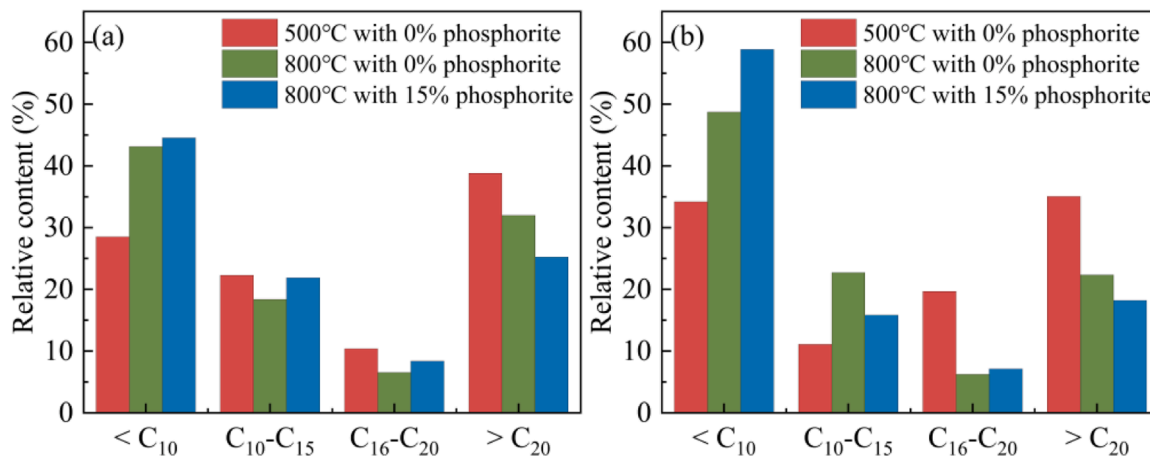 (a)
500°C with 0% phosphorite
800°C with 0% phosphorite
800°C with 15% phosphorite
Relative content (%)
60
50
40
30
20
10
0
< C₁₀
C₁₀-C₁₅
C₁₆-C₂₀
> C₂₀
(b)
500°C with 0% phosphorite
800°C with 0% phosphorite
800°C with 15% phosphorite
Relative content (%)
60
50
40
30
20
10
0
< C₁₀
C₁₀-C₁₅
C₁₆-C₂₀
> C₂₀